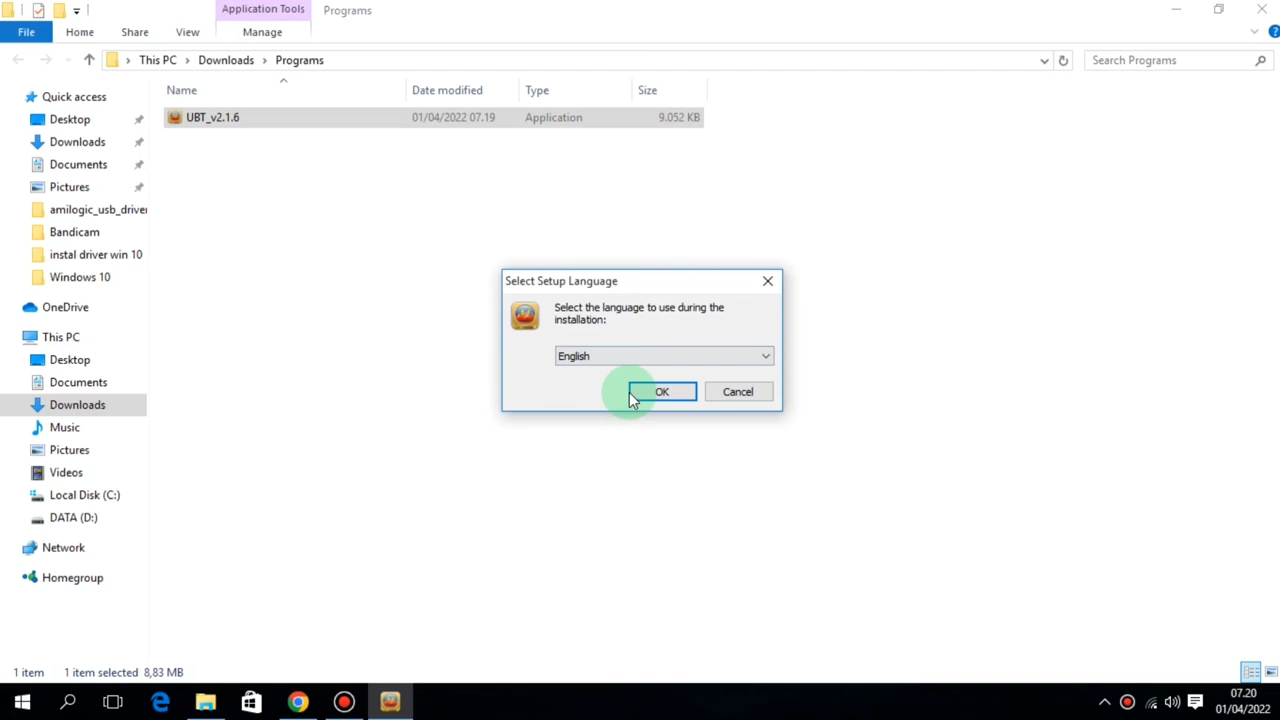 Application Tools
Programs
File
Home
Share
View
Manage
This PC
Downloads
Programs
Search Programs
Name
Date modified
Type
Size
UBT_v2.1.6
01/04/2022 07.19
Application
9.052 KB
Quick access
Desktop
Downloads
Documents
Pictures
amilogic_usb_driver
Bandicam
instal driver win 10
Windows 10
OneDrive
This PC
Desktop
Documents
Downloads
Music
Pictures
Videos
Local Disk (C:)
DATA (D:)
Network
Homegroup
Select Setup Language
Select the language to use during the
installation:
English
OK
Cancel
1 item
1 item selected
8,83 MB
07.20
01/04/2022